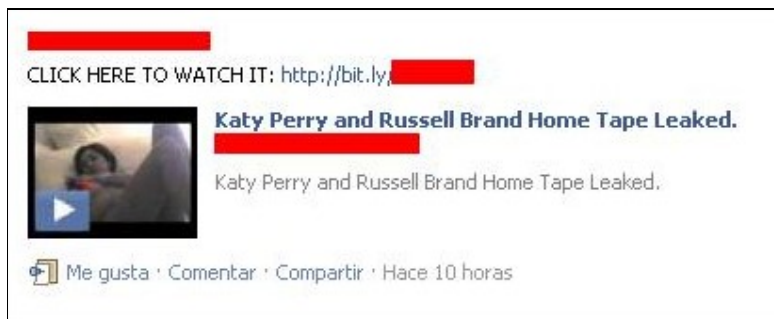 CLICK HERE TO WATCH IT: http://bit.ly/
Katy Perry and Russell Brand Home Tape Leaked.
Katy Perry and Russell Brand Home Tape Leaked.
Me gusta · Comentar · Compartir · Hace 10 horas